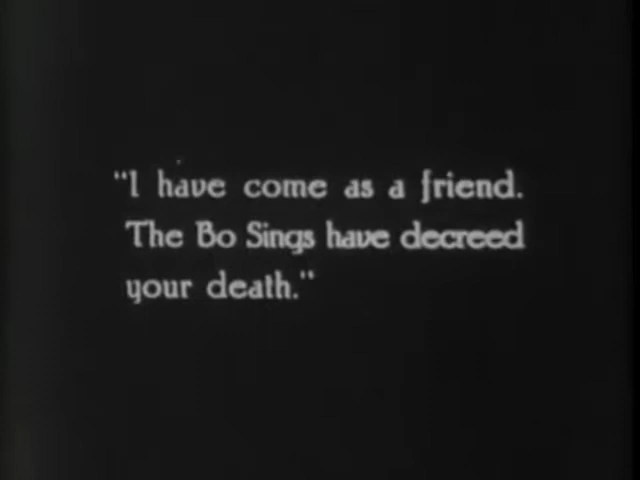 "I have come as a friend.
The Bo Sings have decreed
your death."